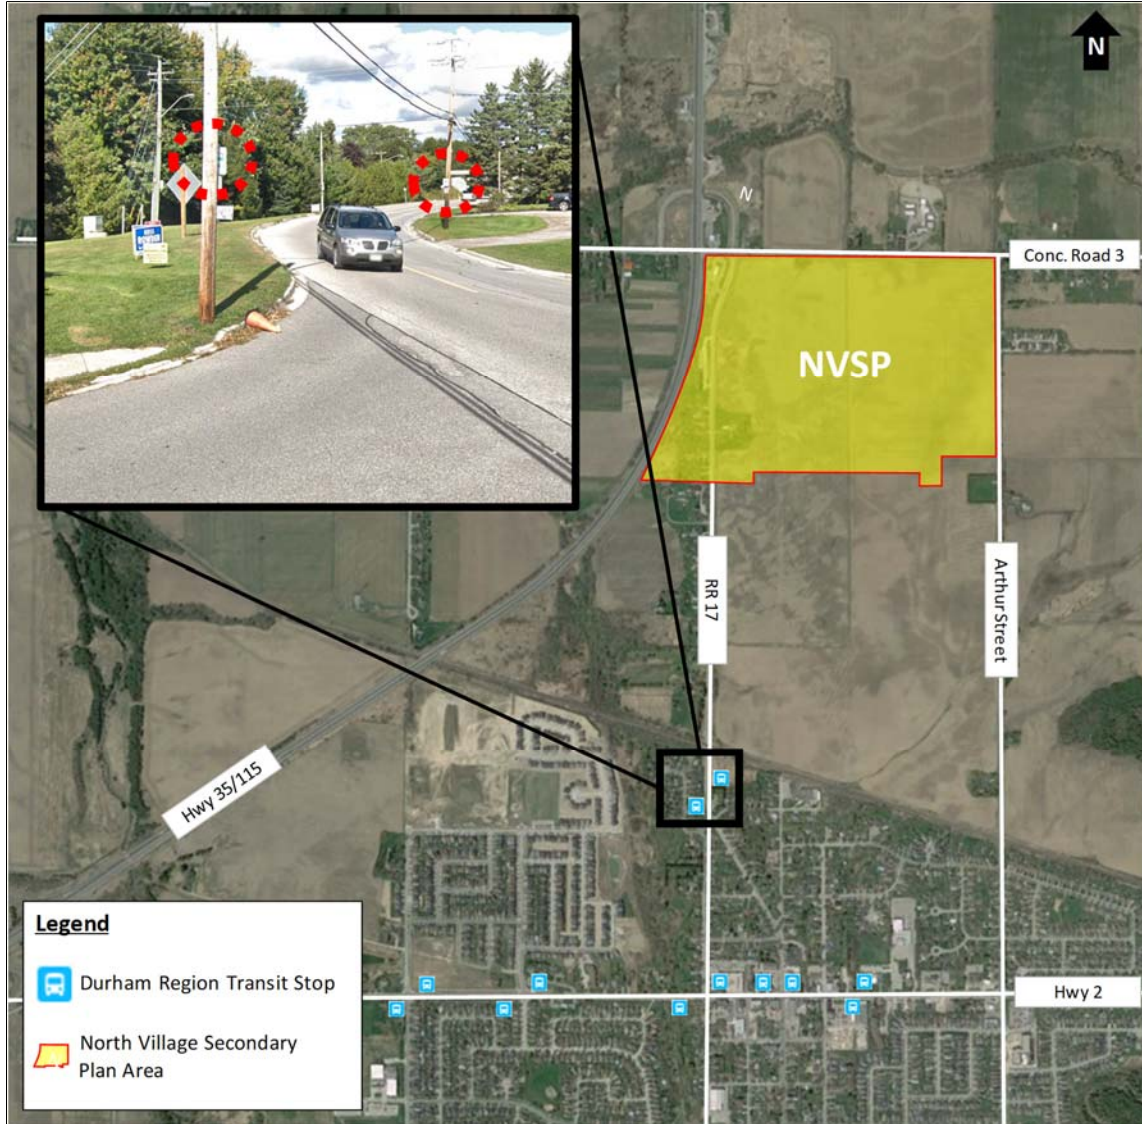 N
N
Conc. Road 3
NVSP
RR 17
Arthur Street
Hwy 35/115
Legend
Durham Region Transit Stop
North Village Secondary
Plan Area
Hwy 2